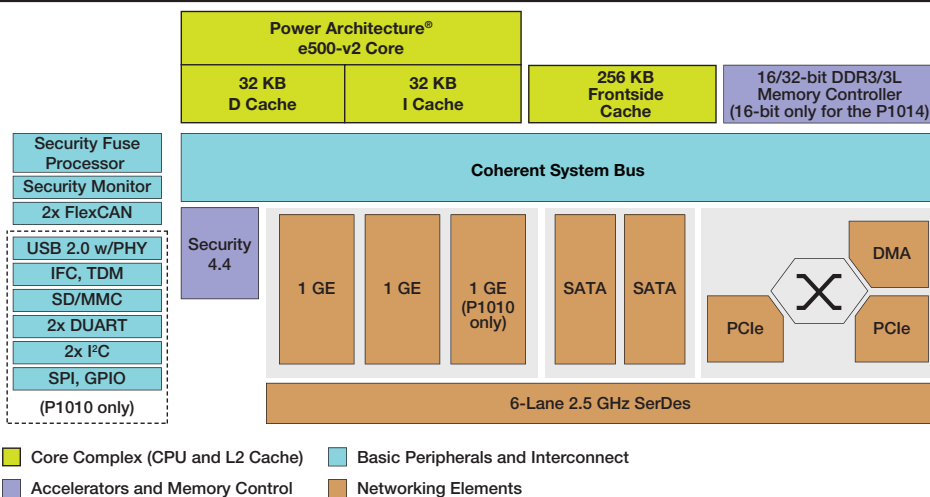 Power Architecture®
e500-v2 Core
32 KB
D Cache
32 KB
I Cache
256 KB
Frontside
Cache
16/32-bit DDR3/3L
Memory Controller
(16-bit only for the P1014)
Security Fuse
Processor
Security Monitor
2x FlexCAN
USB 2.0 w/PHY
IFC, TDM
SD/MMC
2x DUART
2x I²C
SPI, GPIO
(P1010 only)
Coherent System Bus
Security
4.4
1 GE
1 GE
1 GE
(P1010
only)
SATA
SATA
PCIe
DMA
PCIe
6-Lane 2.5 GHz SerDes
Core Complex (CPU and L2 Cache)
Basic Peripherals and Interconnect
Accelerators and Memory Control
Networking Elements